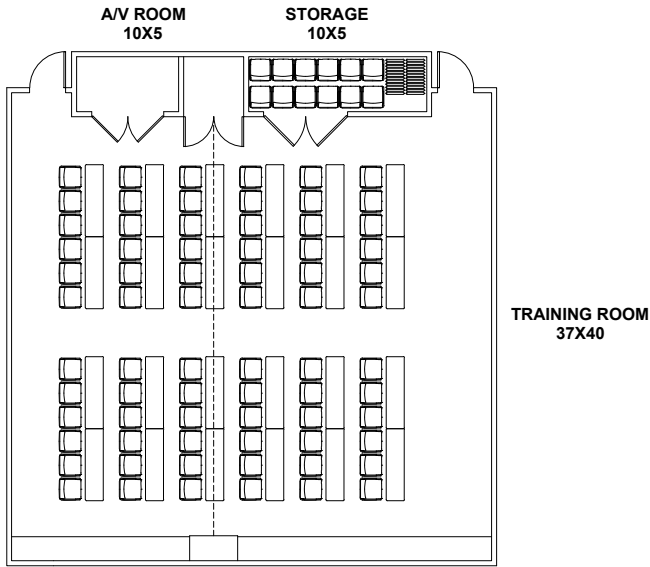 A/V ROOM
10X5
STORAGE
10X5
TRAINING ROOM
37X40